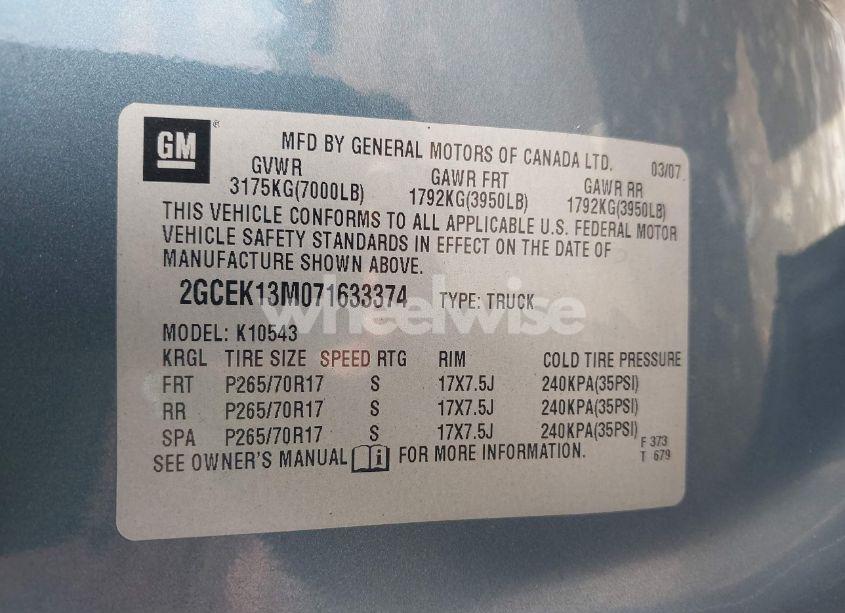 GM®
MFD BY GENERAL MOTORS OF CANADA LTD. 03/07
GVWR GAWR FRT GAWR RR
3175KG(7000LB) 1792KG(3950LB) 1792KG(3950LB)
THIS VEHICLE CONFORMS TO ALL APPLICABLE U.S. FEDERAL MOTOR
VEHICLE SAFETY STANDARDS IN EFFECT ON THE DATE OF
MANUFACTURE SHOWN ABOVE.
2GCEK13M071633374 TYPE: TRUCK
wheelwise
MODEL: K10543
KRGL TIRE SIZE SPEED RTG RIM COLD TIRE PRESSURE
FRT P265/70R17 S 17X7.5J 240KPA(35PSI)
RR P265/70R17 S 17X7.5J 240KPA(35PSI)
SPA P265/70R17 S 17X7.5J 240KPA(35PSI)
SEE OWNER'S MANUAL i FOR MORE INFORMATION.
F 373
T 679